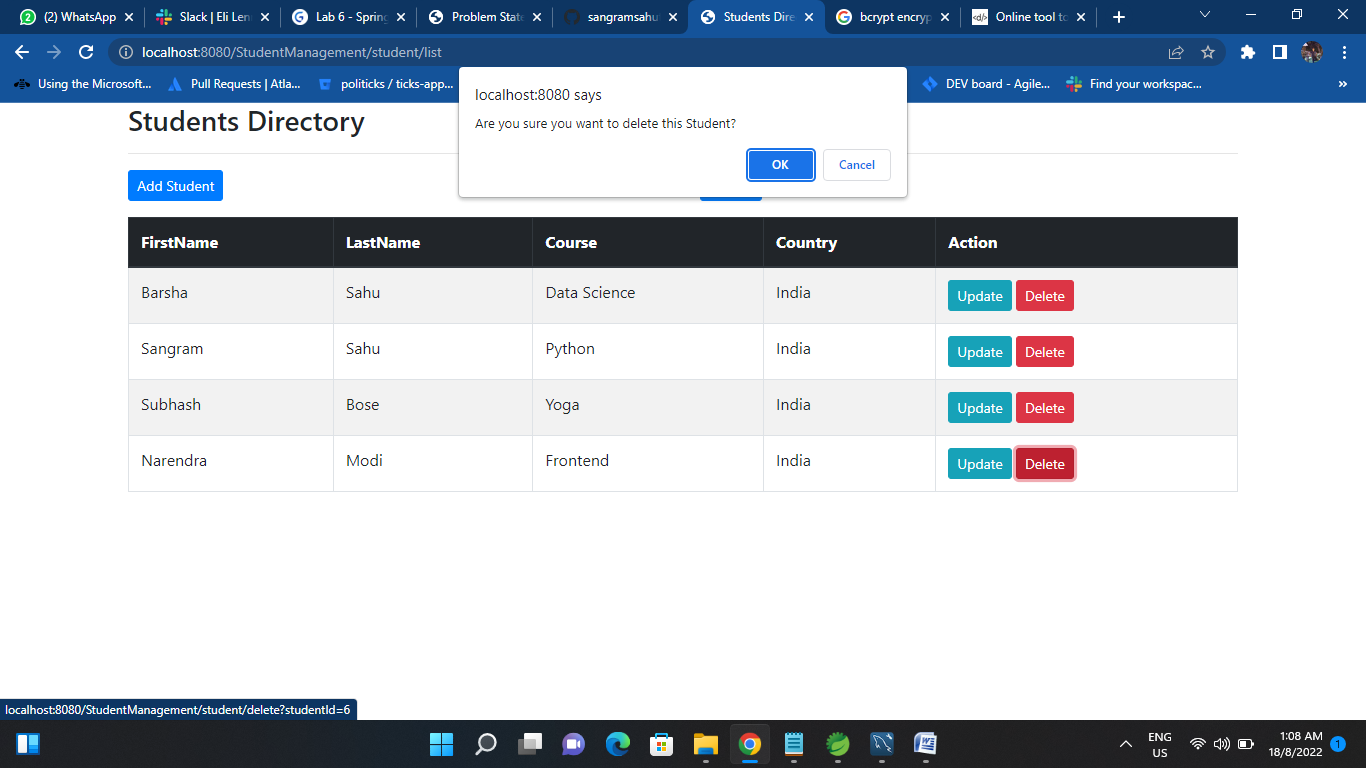 (2) WhatsApp
Slack | Eli Len
Lab 6 - Spring
Problem State
sangramsahu
Students Dire
bcrypt encryp
Online tool to
localhost:8080/StudentManagement/student/list
Using the Microsoft...
Pull Requests | Atla...
politicks / ticks-app...
DEV board - Agile...
Find your workspac...
»
localhost:8080 says
Are you sure you want to delete this Student?
OK Cancel
Students Directory
Add Student
FirstName LastName Course Country Action
Barsha Sahu Data Science India Update Delete
Sangram Sahu Python India Update Delete
Subhash Bose Yoga India Update Delete
Narendra Modi Frontend India Update Delete
localhost:8080/StudentManagement/student/delete?studentId=6
ENG
US
1:08 AM
18/8/2022
1